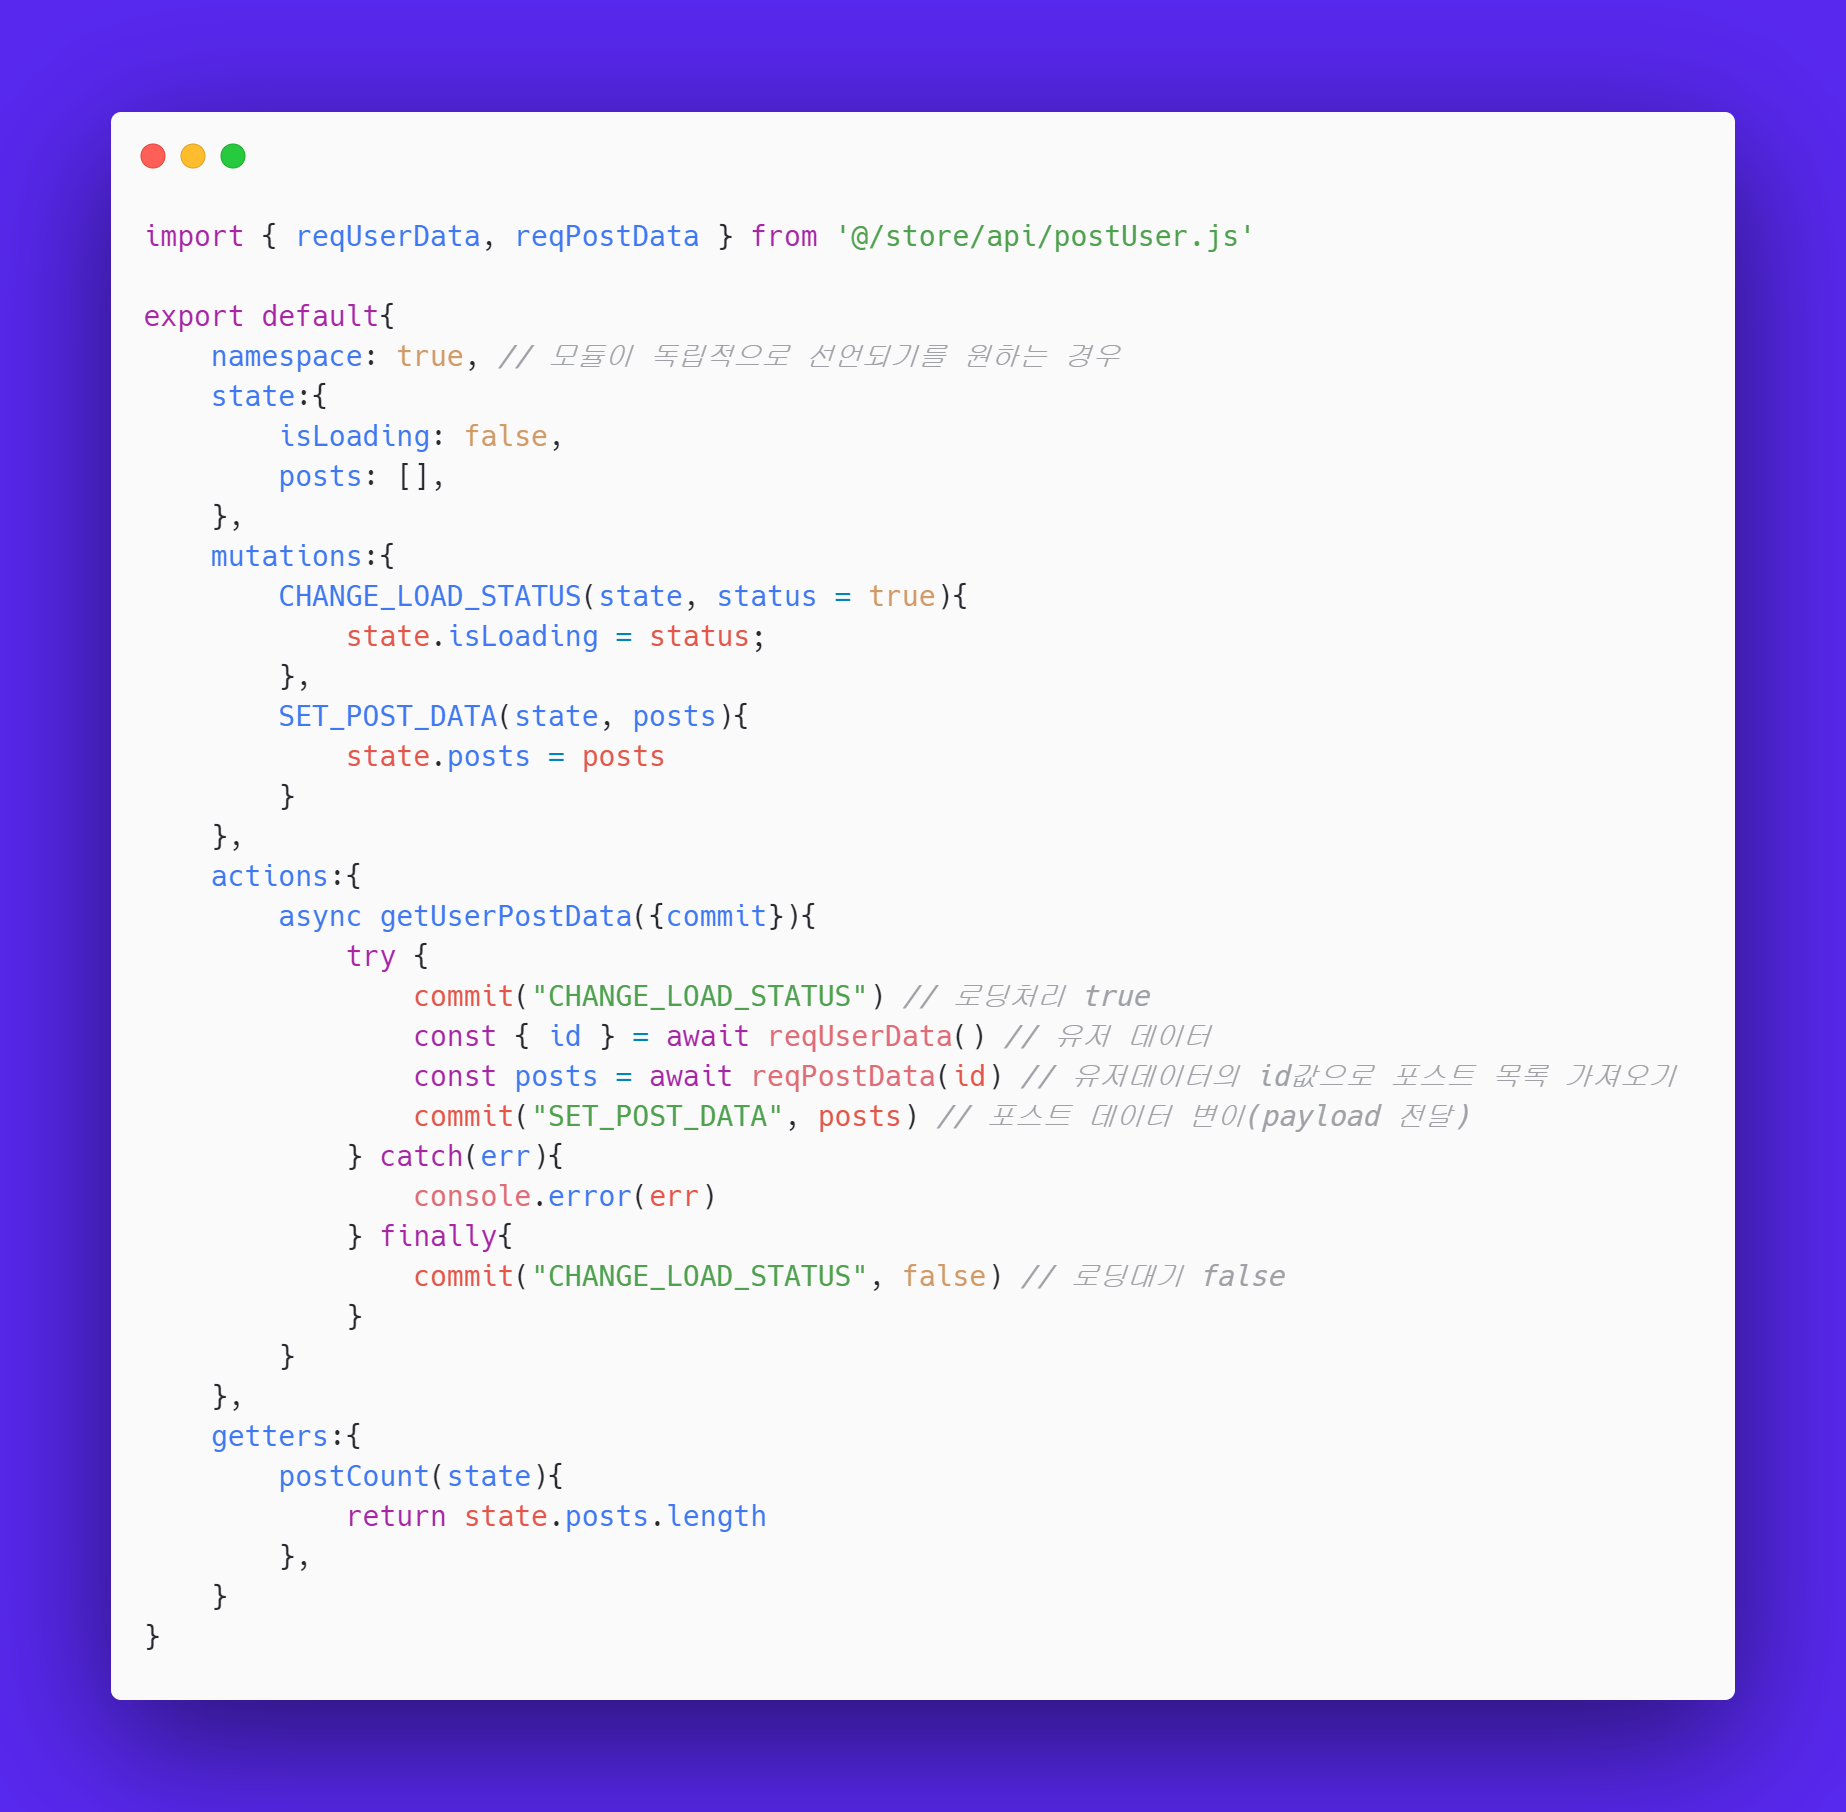 import { reqUserData, reqPostData } from '@/store/api/postUser.js'

export default{
    namespace: true, // 모듈이 독립적으로 선언되기를 원하는 경우
    state:{
        isLoading: false,
        posts: [],
    },
    mutations:{
        CHANGE_LOAD_STATUS(state, status = true){
            state.isLoading = status;
        },
        SET_POST_DATA(state, posts){
            state.posts = posts
        }
    },
    actions:{
        async getUserPostData({commit}){
            try {
                commit("CHANGE_LOAD_STATUS") // 로딩처리 true
                const { id } = await reqUserData() // 유저 데이터
                const posts = await reqPostData(id) // 유저데이터의 id값으로 포스트 목록 가져오기
                commit("SET_POST_DATA", posts) // 포스트 데이터 변이(payload 전달)
            } catch(err){
                console.error(err)
            } finally{
                commit("CHANGE_LOAD_STATUS", false) // 로딩대기 false
            }
        }
    },
    getters:{
        postCount(state){
            return state.posts.length
        },
    }
}